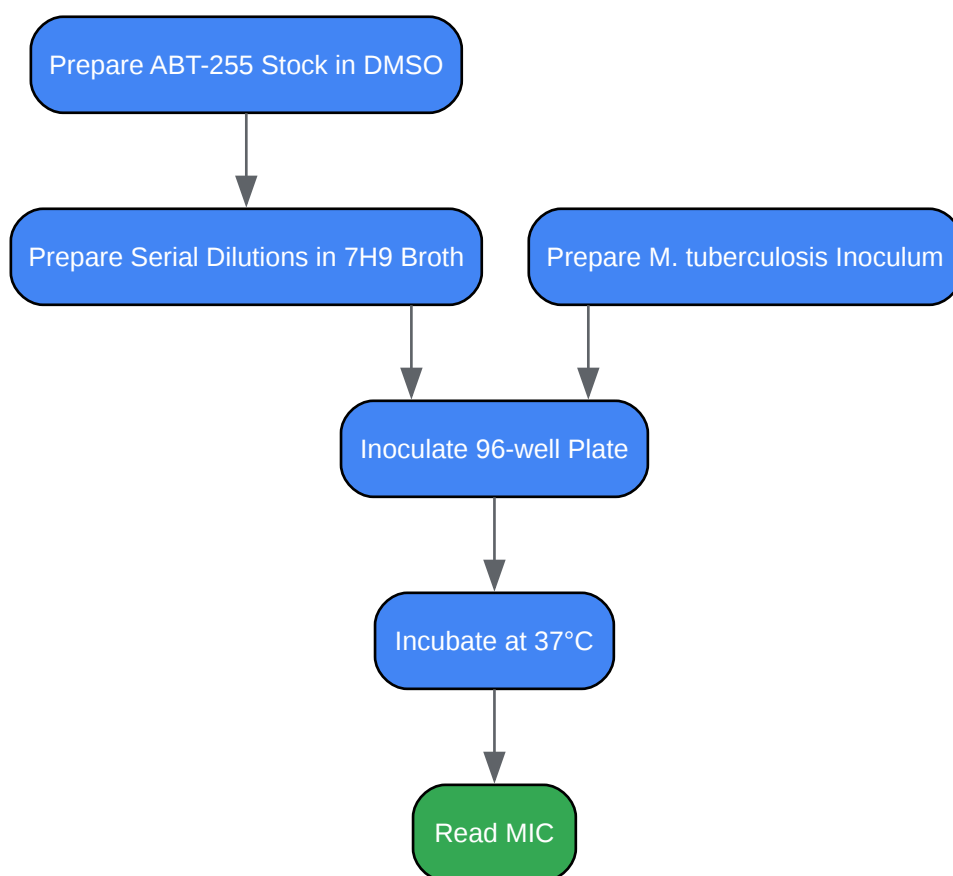 Prepare ABT-255 Stock in DMSO
Prepare Serial Dilutions in 7H9 Broth
Prepare M. tuberculosis Inoculum
Inoculate 96-well Plate
Incubate at 37°C
Read MIC